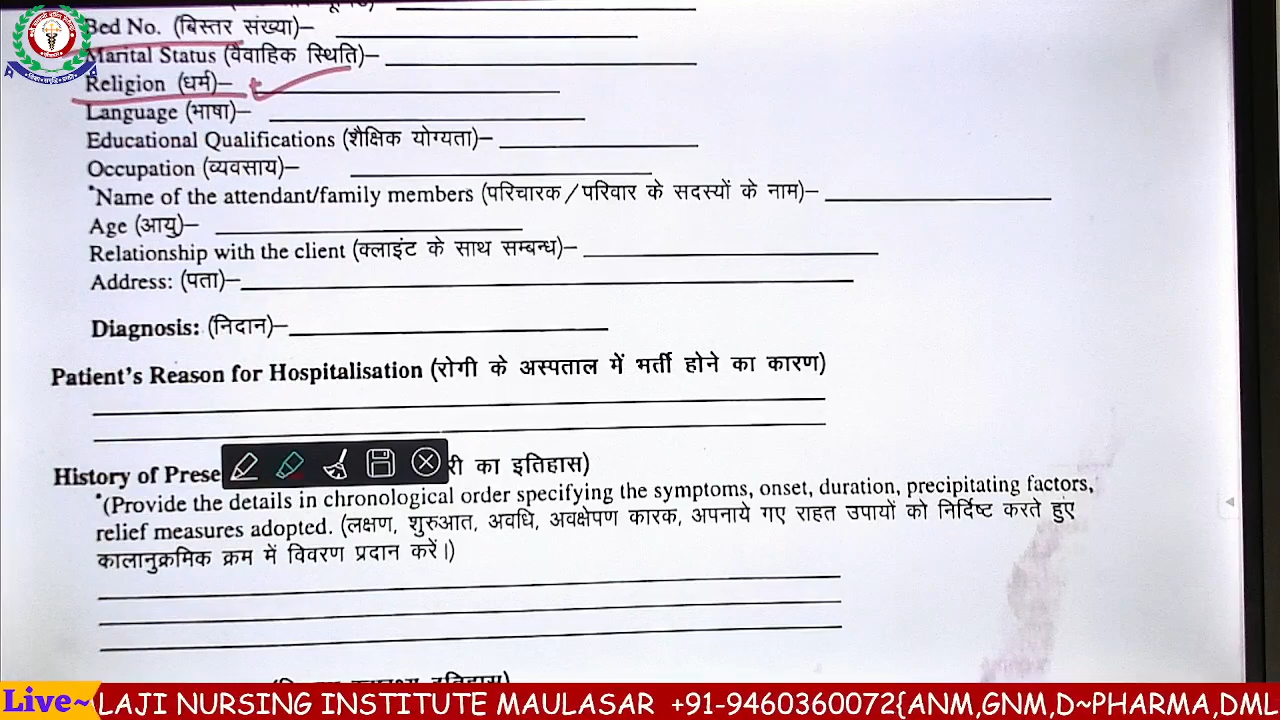 Bed No. (बिस्तर संख्या)–
Marital Status (वैवाहिक स्थिति)–
Religion (धर्म)–
Language (भाषा)–
Educational Qualifications (शैक्षिक योग्यता)–
Occupation (व्यवसाय)–
*Name of the attendant/family members (परिचारक/परिवार के सदस्यों के नाम)–
Age (आयु)–
Relationship with the client (क्लाइंट के साथ सम्बन्ध)–
Address: (पता)–
Diagnosis: (निदान)–
Patient's Reason for Hospitalisation (रोगी के अस्पताल में भर्ती होने का कारण)
History of Prese री का इतिहास)
*(Provide the details in chronological order specifying the symptoms, onset, duration, precipitating factors,
relief measures adopted. (लक्षण, शुरुआत, अवधि, अवक्षेपण कारक, अपनाये गए राहत उपायों को निर्दिष्ट करते हुए
कालानुक्रमिक क्रम में विवरण प्रदान करें।)
Live~ LAJI NURSING INSTITUTE MAULASAR +91-9460360072{ANM,GNM,D~PHARMA,DML